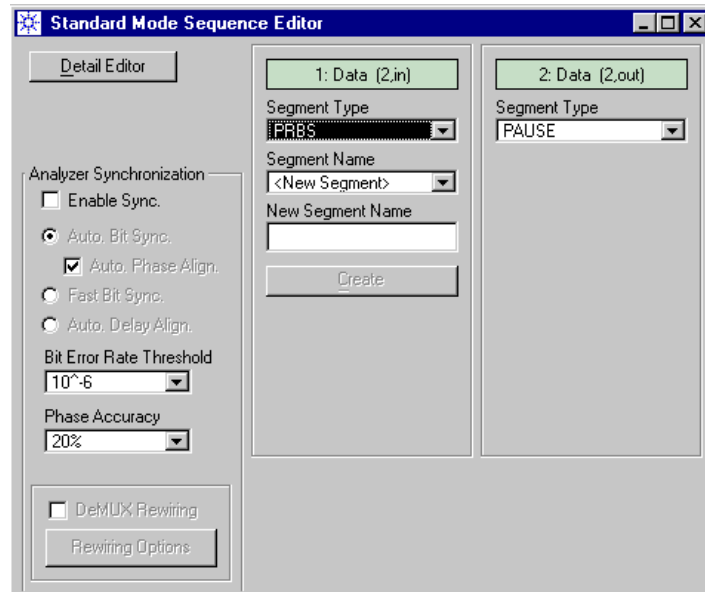 Standard Mode Sequence Editor
Detail Editor
Analyzer Synchronization
Enable Sync.
Auto. Bit Sync.
Auto. Phase Align.
Fast Bit Sync.
Auto. Delay Align.
Bit Error Rate Threshold
10^-6
Phase Accuracy
20%
DeMUX Rewiring
Rewiring Options
1: Data (2,in)
Segment Type
PRBS
Segment Name
<New Segment>
New Segment Name
Create
2: Data (2,out)
Segment Type
PAUSE